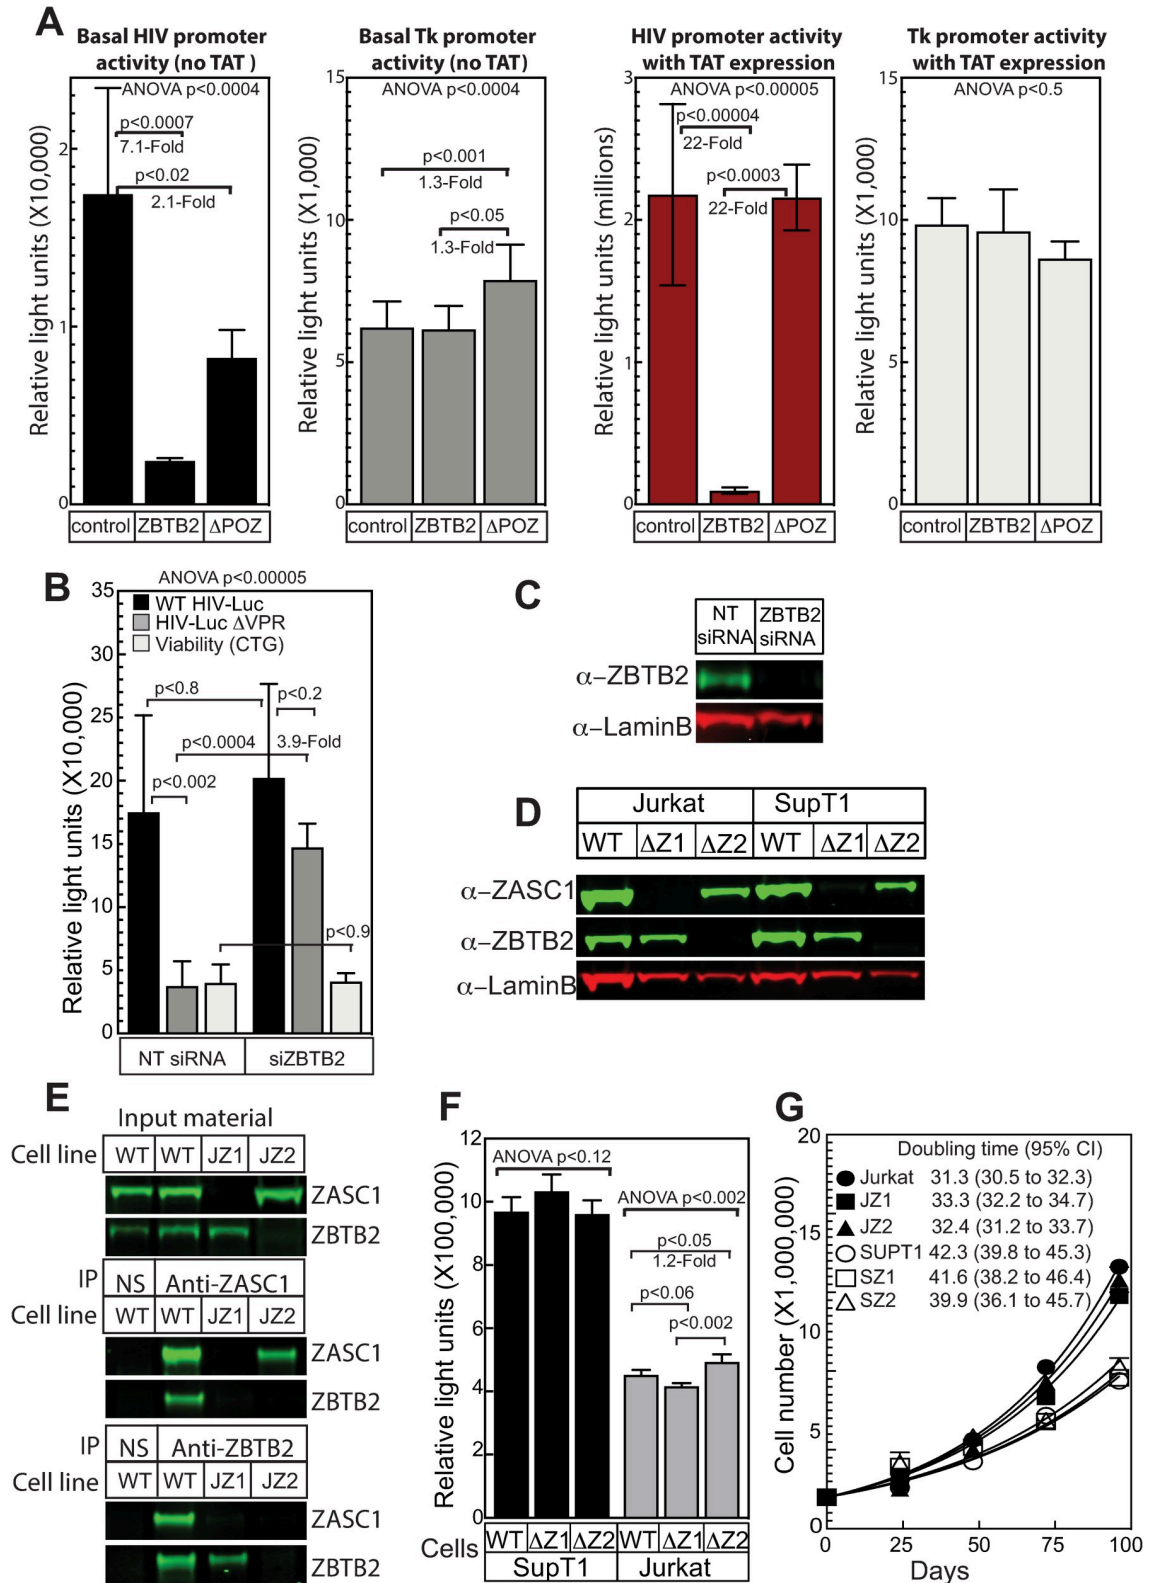 A
Basal HIV promoter
activity (no TAT )
ANOVA p<0.0004
p<0.0007
7.1-Fold
p<0.02
2.1-Fold
Relative light units (X10,000)
2
1
0
control ZBTB2 ΔPOZ
Basal Tk promoter
activity (no TAT)
ANOVA p<0.0004
p<0.001
1.3-Fold
p<0.05
1.3-Fold
Relative light units (X1,000)
15
10
5
0
control ZBTB2 ΔPOZ
HIV promoter activity
with TAT expression
ANOVA p<0.00005
p<0.00004
22-Fold
p<0.0003
22-Fold
Relative light units (millions)
3
2
1
0
control ZBTB2 ΔPOZ
Tk promoter activity
with TAT expression
ANOVA p<0.5
Relative light units (X1,000)
15
10
5
0
control ZBTB2 ΔPOZ
B
ANOVA p<0.00005
WT HIV-Luc
HIV-Luc ΔVPR
Viability (CTG)
p<0.8
p<0.2
p<0.0004
3.9-Fold
p<0.002
p<0.9
Relative light units (X10,000)
35
30
25
20
15
10
5
0
NT siRNA siZBTB2
C
NT ZBTB2
siRNA siRNA
α−ZBTB2
α−LaminB
D
Jurkat SupT1
WT ΔZ1 ΔZ2 WT ΔZ1 ΔZ2
α−ZASC1
α−ZBTB2
α−LaminB
E
Input material
Cell line WT WT JZ1 JZ2
ZASC1
ZBTB2
IP NS Anti-ZASC1
Cell line WT WT JZ1 JZ2
ZASC1
ZBTB2
IP NS Anti-ZBTB2
Cell line WT WT JZ1 JZ2
ZASC1
ZBTB2
F
ANOVA p<0.12
ANOVA p<0.002
p<0.05
1.2-Fold
p<0.06
p<0.002
Relative light units (X100,000)
12
10
8
6
4
2
0
Cells WT ΔZ1 ΔZ2 WT ΔZ1 ΔZ2
SupT1 Jurkat
G
Doubling time (95% CI)
Jurkat 31.3 (30.5 to 32.3)
JZ1 33.3 (32.2 to 34.7)
JZ2 32.4 (31.2 to 33.7)
SUPT1 42.3 (39.8 to 45.3)
SZ1 41.6 (38.2 to 46.4)
SZ2 39.9 (36.1 to 45.7)
Cell number (X1,000,000)
20
15
10
5
0
0 25 50 75 100
Days